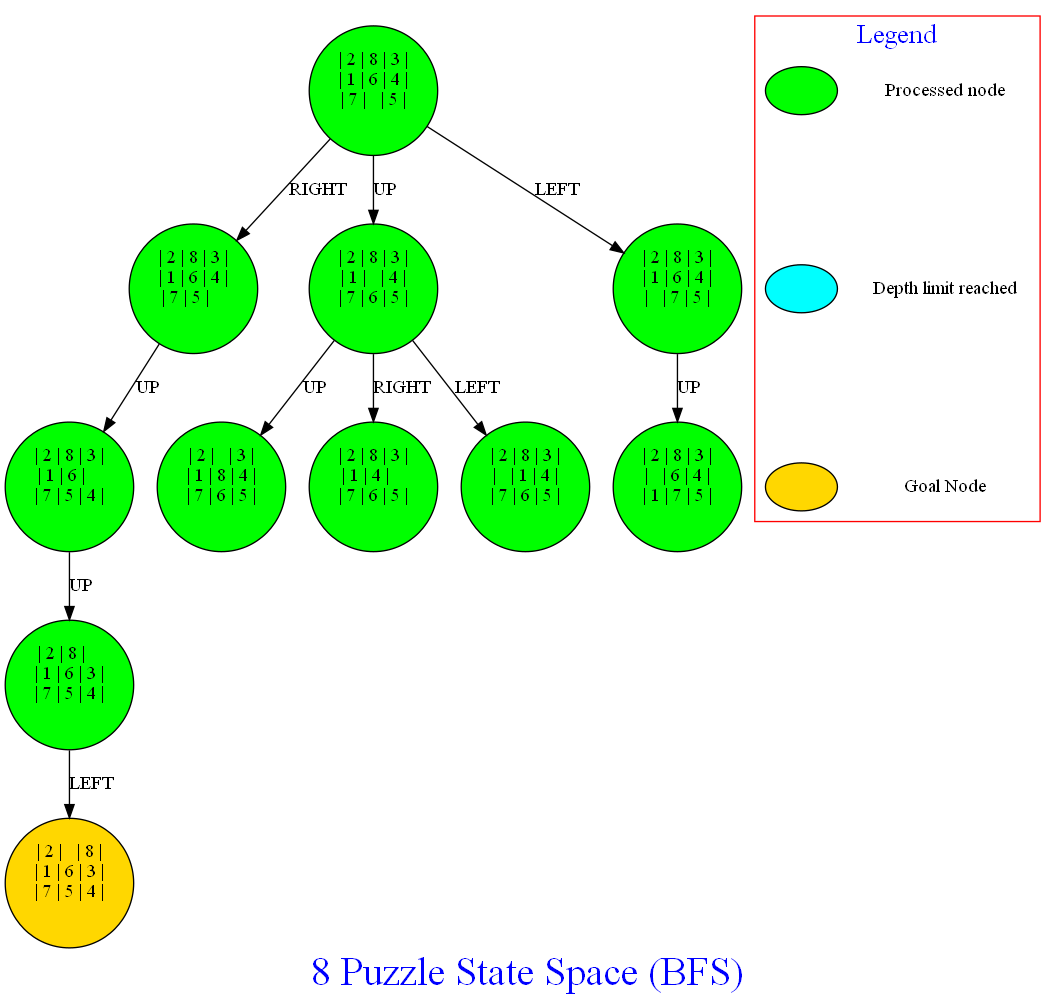 | 2 | 8 | 3 |
| 1 | 6 | 4 |
| 7 |   | 5 |
Legend
Processed node
RIGHT
UP
LEFT
| 2 | 8 | 3 |
| 1 | 6 | 4 |
| 7 | 5 |
| 2 | 8 | 3 |
| 1 |   | 4 |
| 7 | 6 | 5 |
| 2 | 8 | 3 |
| 1 | 6 | 4 |
|   | 7 | 5 |
Depth limit reached
UP
UP
RIGHT
LEFT
UP
| 2 | 8 | 3 |
| 1 | 6 |
| 7 | 5 | 4 |
| 2 |   | 3 |
| 1 | 8 | 4 |
| 7 | 6 | 5 |
| 2 | 8 | 3 |
| 1 | 4 |
| 7 | 6 | 5 |
| 2 | 8 | 3 |
|   | 1 | 4 |
| 7 | 6 | 5 |
| 2 | 8 | 3 |
|   | 6 | 4 |
| 1 | 7 | 5 |
Goal Node
UP
| 2 | 8 |
| 1 | 6 | 3 |
| 7 | 5 | 4 |
LEFT
| 2 |   | 8 |
| 1 | 6 | 3 |
| 7 | 5 | 4 |
8 Puzzle State Space (BFS)